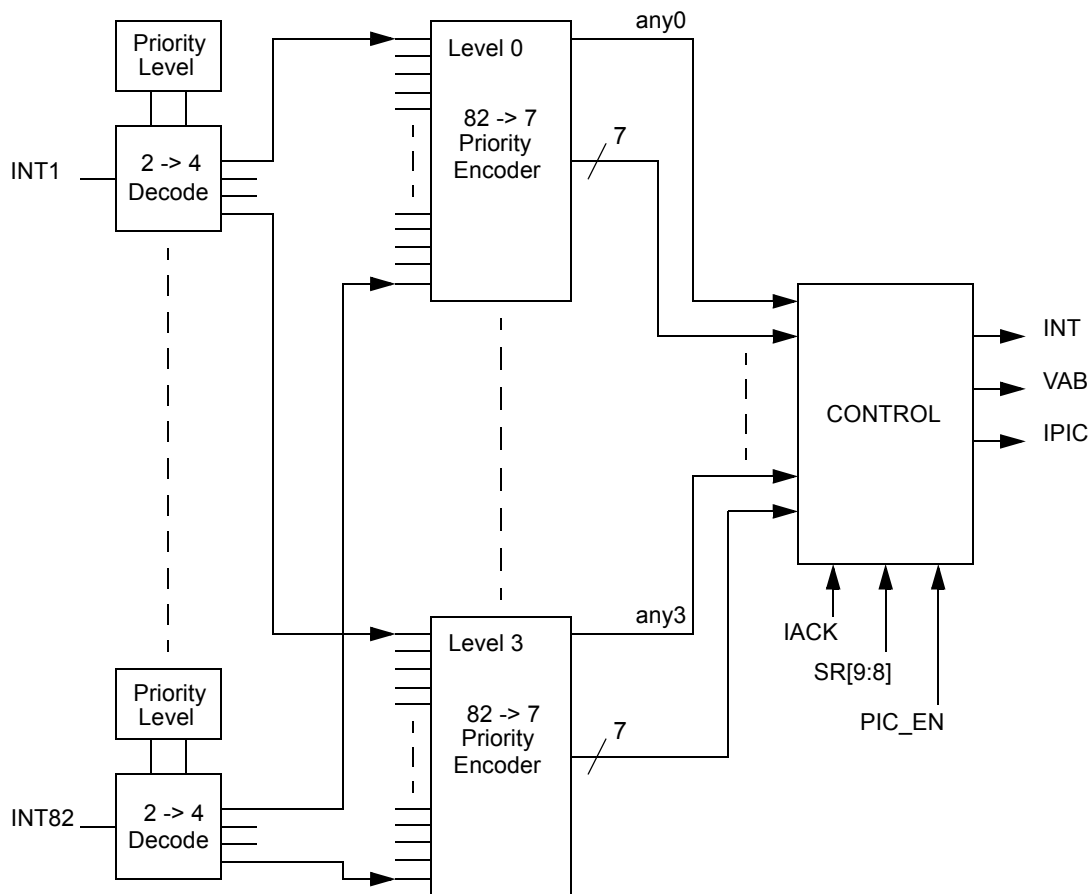 any0
Priority
Level
Level 0
82 -> 7
Priority
Encoder
7
INT1
2 -> 4
Decode
INT
VAB
IPIC
CONTROL
any3
Level 3
IACK
SR[9:8]
PIC_EN
Priority
Level
82 -> 7
Priority
Encoder
7
INT82
2 -> 4
Decode